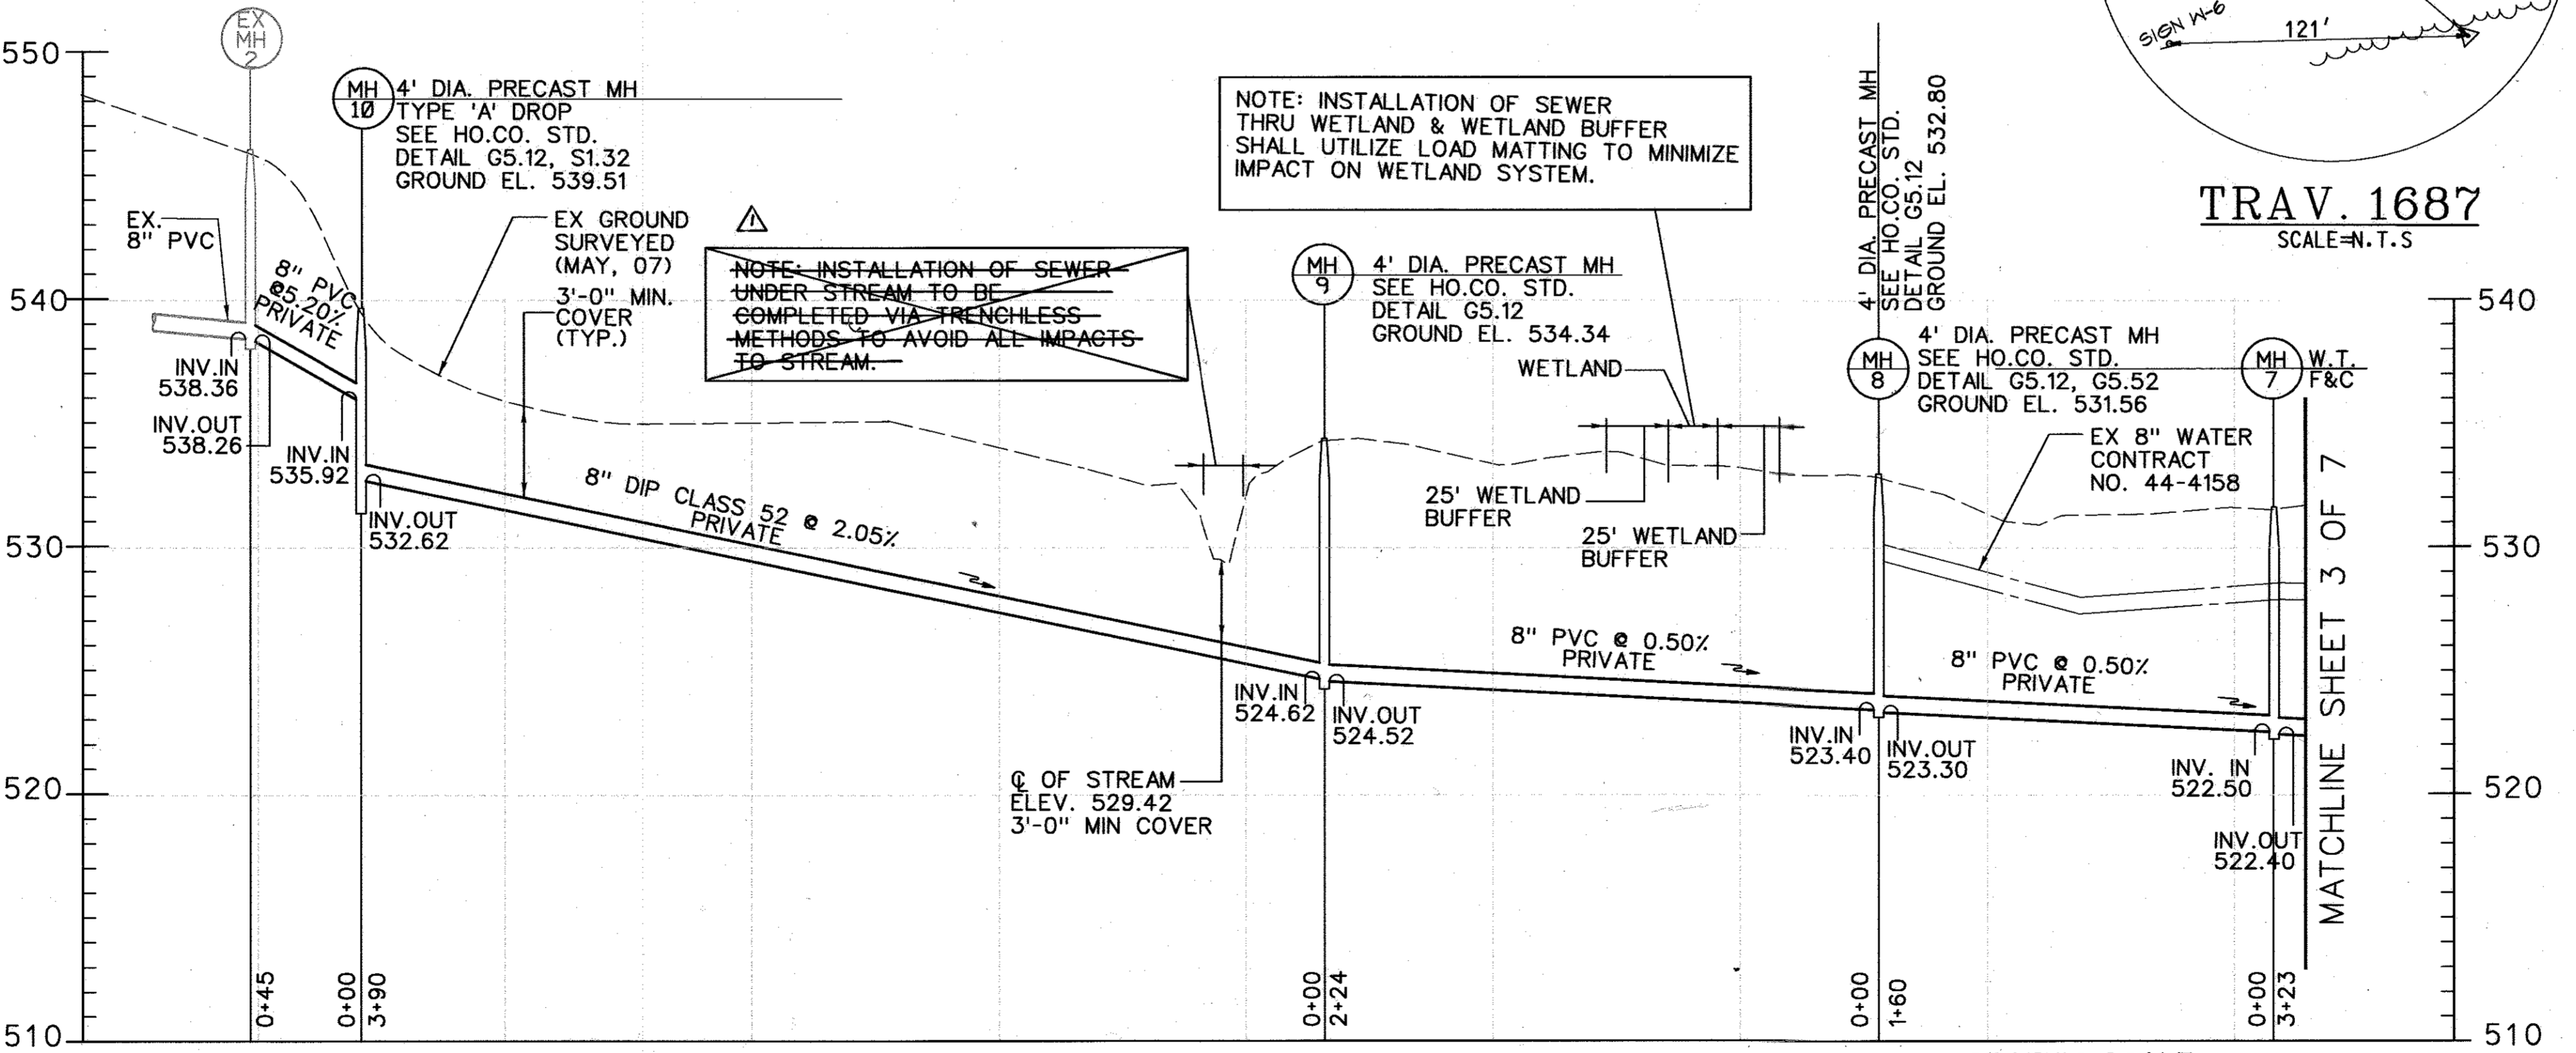 550
540
530
520
510
EX
MH
2
MH
10
4' DIA. PRECAST MH
TYPE 'A' DROP
SEE HO.CO. STD.
DETAIL G5.12, S1.32
GROUND EL. 539.51
EX.
8" PVC
8" PVC
@5.20%
PRIVATE
INV.IN
538.36
INV.OUT
538.26
INV.IN
535.92
INV.OUT
532.62
EX GROUND
SURVEYED
(MAY, 07)
3'-0" MIN.
COVER
(TYP.)
1
NOTE: INSTALLATION OF SEWER
UNDER STREAM TO BE
COMPLETED VIA TRENCHLESS
METHODS TO AVOID ALL IMPACTS
TO STREAM.
8" DIP CLASS 52 @ 2.05%
PRIVATE
NOTE: INSTALLATION OF SEWER
THRU WETLAND & WETLAND BUFFER
SHALL UTILIZE LOAD MATTING TO MINIMIZE
IMPACT ON WETLAND SYSTEM.
MH
9
4' DIA. PRECAST MH
SEE HO.CO. STD.
DETAIL G5.12
GROUND EL. 534.34
WETLAND
25' WETLAND
BUFFER
25' WETLAND
BUFFER
℄ OF STREAM
ELEV. 529.42
3'-0" MIN COVER
INV.IN
524.62
INV.OUT
524.52
8" PVC @ 0.50%
PRIVATE
4' DIA. PRECAST MH
SEE HO.CO. STD.
DETAIL G5.12
GROUND EL. 532.80
MH
8
4' DIA. PRECAST MH
SEE HO.CO. STD.
DETAIL G5.12, G5.52
GROUND EL. 531.56
MH
7
W.T.
F&C
EX 8" WATER
CONTRACT
NO. 44-4158
8" PVC @ 0.50%
PRIVATE
INV.IN
523.40
INV.OUT
523.30
INV. IN
522.50
INV.OUT
522.40
MATCHLINE SHEET 3 OF 7
SIGN W-6
121'
TRAV. 1687
SCALE=N.T.S
540
530
520
510
0+45
0+00
3+90
0+00
2+24
0+00
1+60
0+00
3+23